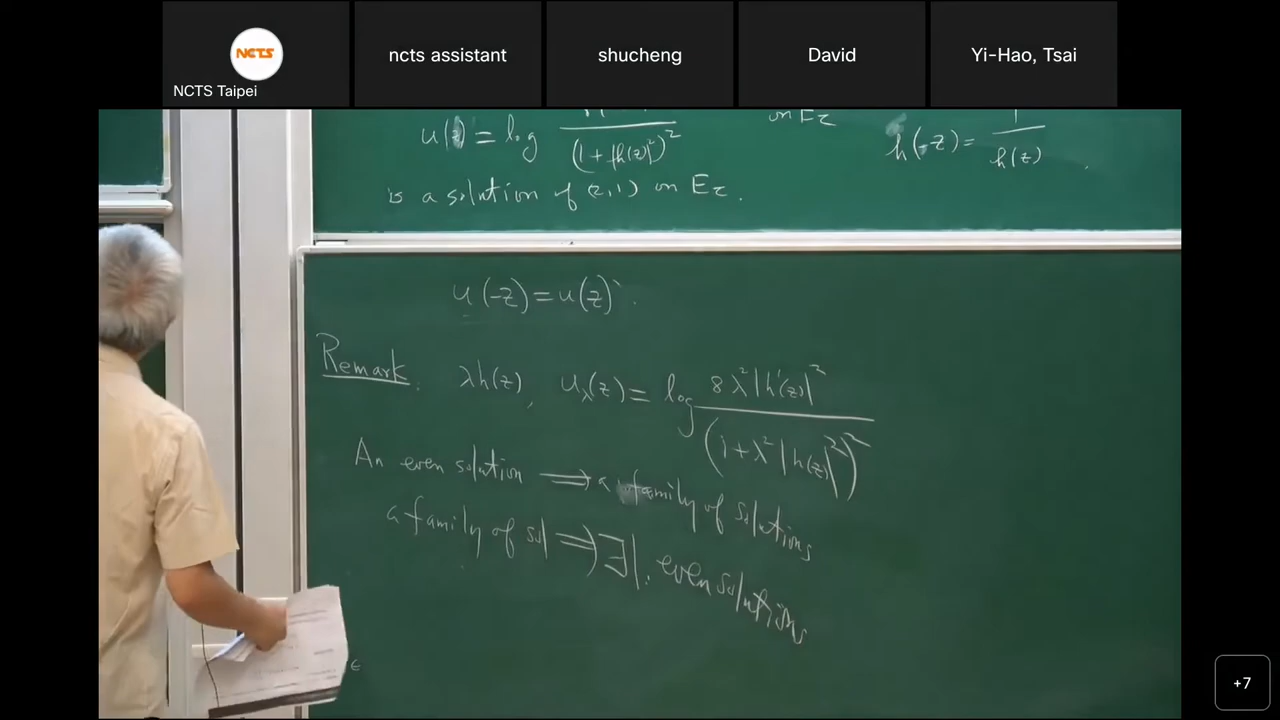 NCTS
NCTS Taipei
ncts assistant
shucheng
David
Yi-Hao, Tsai
u(z) = log / (1 + |h(z)|²)²
on Eτ
h(-z) = 1 / h(z)
is a solution of (2,1) on Eτ.
u(-z) = u(z).
Remark. λh(z), u_λ(z) = log 8λ²|h'(z)|² / (1+λ²|h(z)|²)²
An even solution ⟹ a family of solutions
a family of sol ⟹ ∃! even solution
+7